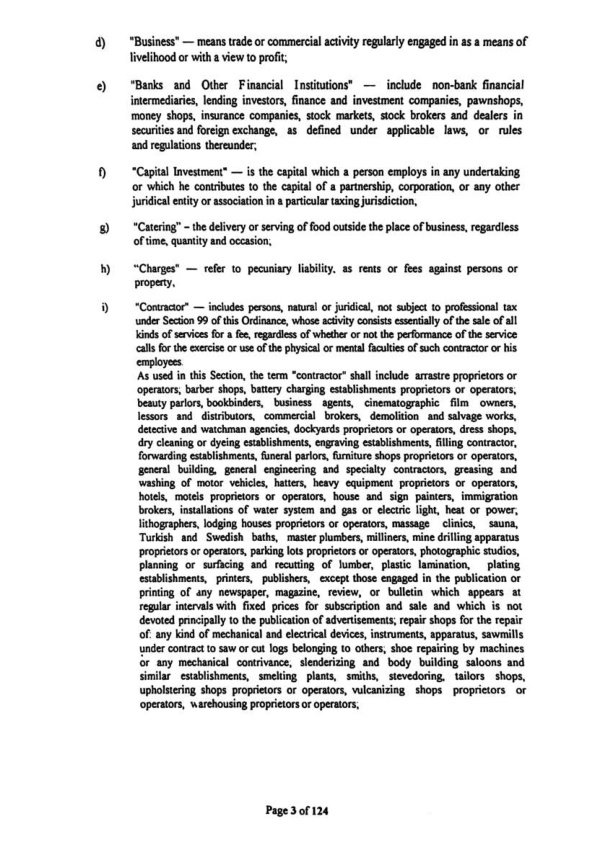 d) "Business" — means trade or commercial activity regularly engaged in as a means of
livelihood or with a view to profit;
e) "Banks and Other Financial Institutions" — include non-bank financial
intermediaries, lending investors, finance and investment companies, pawnshops,
money shops, insurance companies, stock markets, stock brokers and dealers in
securities and foreign exchange, as defined under applicable laws, or rules
and regulations thereunder;
f) "Capital Investment" — is the capital which a person employs in any undertaking
or which he contributes to the capital of a partnership, corporation, or any other
juridical entity or association in a particular taxing jurisdiction,
g) "Catering" – the delivery or serving of food outside the place of business, regardless
of time, quantity and occasion;
h) "Charges" — refer to pecuniary liability, as rents or fees against persons or
property,
i) "Contractor" — includes persons, natural or juridical, not subject to professional tax
under Section 99 of this Ordinance, whose activity consists essentially of the sale of all
kinds of services for a fee, regardless of whether or not the performance of the service
calls for the exercise or use of the physical or mental faculties of such contractor or his
employees.
As used in this Section, the term "contractor" shall include arrastre pproprietors or
operators; barber shops, battery charging establishments proprietors or operators;
beauty parlors, bookbinders, business agents, cinematographic film owners,
lessors and distributors, commercial brokers, demolition and salvage works,
detective and watchman agencies, dockyards proprietors or operators, dress shops,
dry cleaning or dyeing establishments, engraving establishments, filling contractor,
forwarding establishments, funeral parlors, furniture shops proprietors or operators,
general building, general engineering and specialty contractors, greasing and
washing of motor vehicles, hatters, heavy equipment proprietors or operators,
hotels, motels proprietors or operators, house and sign painters, immigration
brokers, installations of water system and gas or electric light, heat or power;
lithographers, lodging houses proprietors or operators, massage clinics, sauna,
Turkish and Swedish baths, master plumbers, milliners, mine drilling apparatus
proprietors or operators, parking lots proprietors or operators, photographic studios,
planning or surfacing and recutting of lumber, plastic lamination, plating
establishments, printers, publishers, except those engaged in the publication or
printing of any newspaper, magazine, review, or bulletin which appears at
regular intervals with fixed prices for subscription and sale and which is not
devoted principally to the publication of advertisements; repair shops for the repair
of: any kind of mechanical and electrical devices, instruments, apparatus, sawmills
under contract to saw or cut logs belonging to others; shoe repairing by machines
or any mechanical contrivance, slenderizing and body building saloons and
similar establishments, smelting plants, smiths, stevedoring, tailors shops,
upholstering shops proprietors or operators, vulcanizing shops proprietors or
operators, warehousing proprietors or operators;
Page 3 of 124